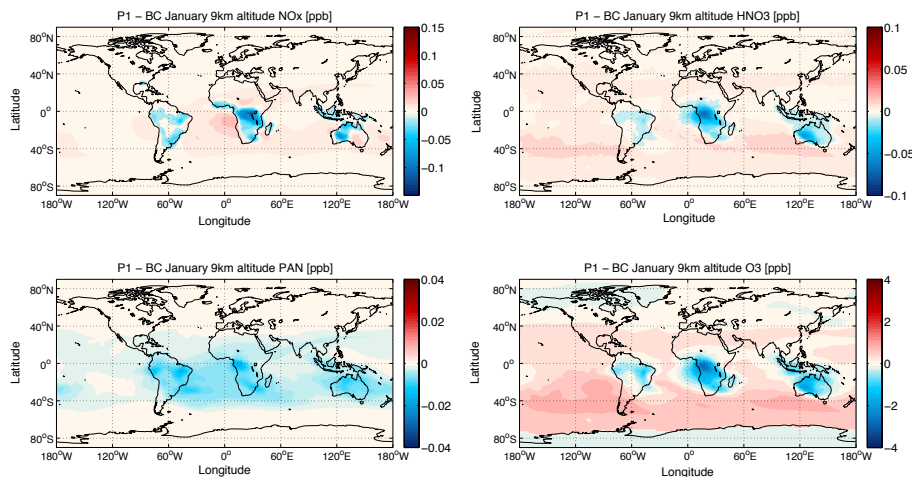 P1 − BC January 9km altitude NOx [ppb]
80°N
40°N
0°
40°S
80°S
Latitude
180°W 120°W 60°W 0° 60°E 120°E 180°W
Longitude
0.15
0.1
0.05
0
−0.05
−0.1
P1 − BC January 9km altitude HNO3 [ppb]
80°N
40°N
0°
40°S
80°S
Latitude
180°W 120°W 60°W 0° 60°E 120°E 180°W
Longitude
0.1
0.05
0
−0.05
−0.1
P1 − BC January 9km altitude PAN [ppb]
80°N
40°N
0°
40°S
80°S
Latitude
180°W 120°W 60°W 0° 60°E 120°E 180°W
Longitude
0.04
0.02
0
−0.02
−0.04
P1 − BC January 9km altitude O3 [ppb]
80°N
40°N
0°
40°S
80°S
Latitude
180°W 120°W 60°W 0° 60°E 120°E 180°W
Longitude
4
2
0
−2
−4